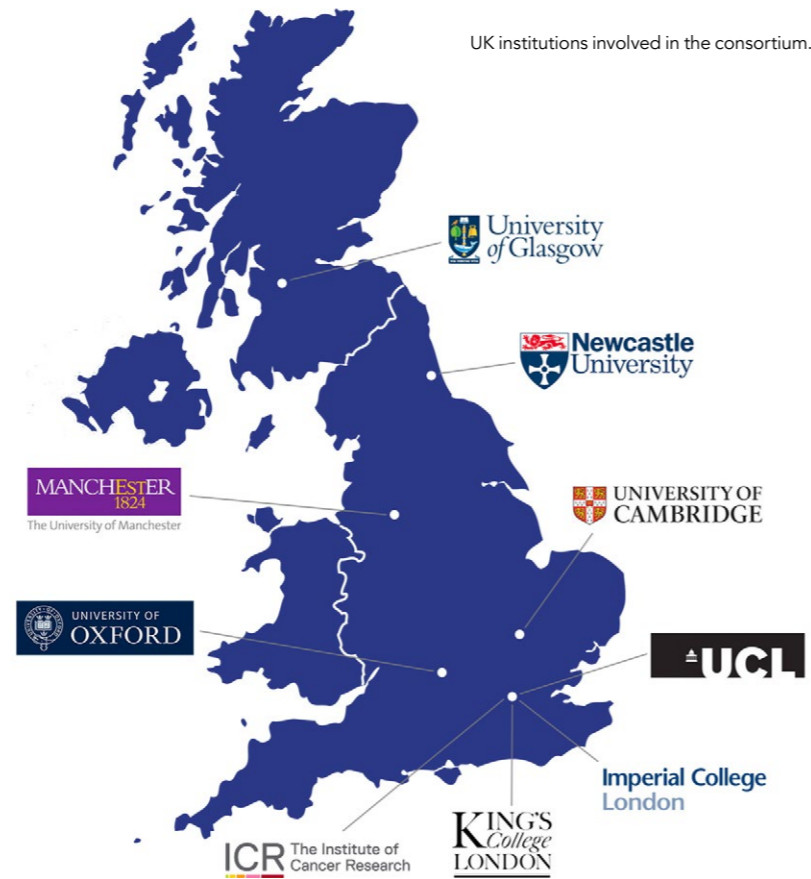 UK institutions involved in the consortium.
University
of Glasgow
Newcastle
University
MANCHESTER
1824
The University of Manchester
UNIVERSITY OF
CAMBRIDGE
UNIVERSITY OF
OXFORD
UCL
Imperial College
London
KING'S
College
LONDON
ICR The Institute of
Cancer Research